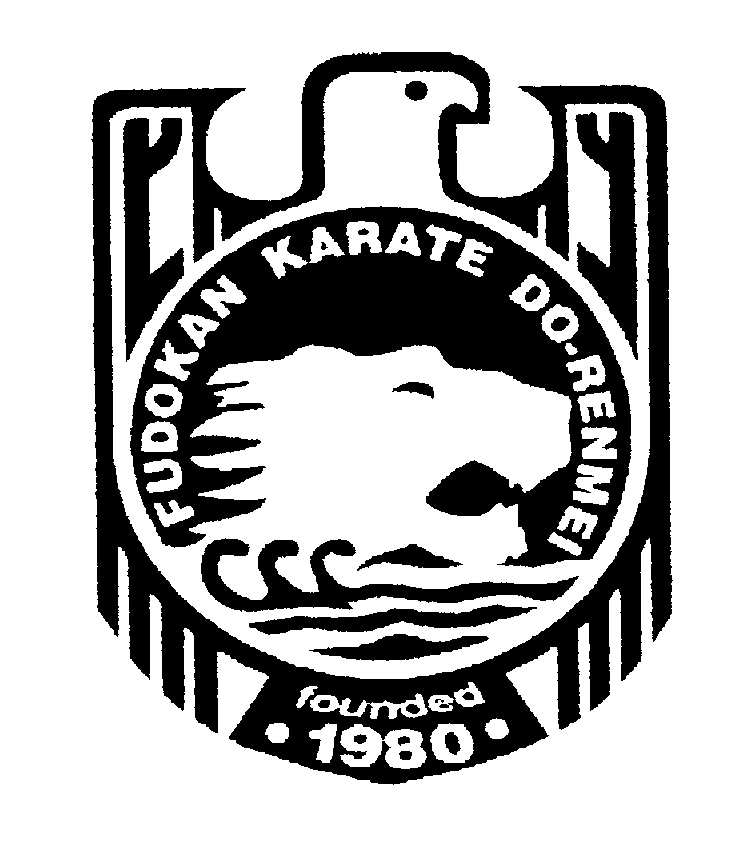 FUDOKAN KARATE DO-RENMEI
founded
• 1980 •